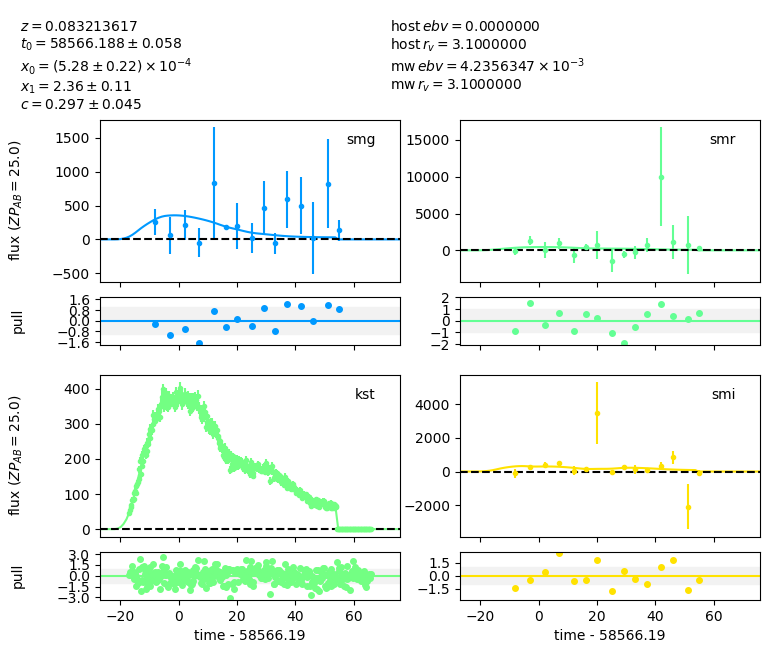 z = 0.083213617
t₀ = 58566.188 ± 0.058
x₀ = (5.28 ± 0.22) × 10⁻⁴
x₁ = 2.36 ± 0.11
c = 0.297 ± 0.045
host ebv = 0.0000000
host r_v = 3.1000000
mw ebv = 4.2356347 × 10⁻³
mw r_v = 3.1000000
flux (ZP_AB = 25.0)
1500
1000
500
0
−500
smg
15000
10000
5000
0
smr
pull
1.6
0.8
0.0
−0.8
−1.6
2
1
0
−1
−2
flux (ZP_AB = 25.0)
400
300
200
100
0
kst
4000
2000
0
−2000
smi
pull
3.0
1.5
0.0
−1.5
−3.0
−20 0 20 40 60
time - 58566.19
1.5
0.0
−1.5
−20 0 20 40 60
time - 58566.19